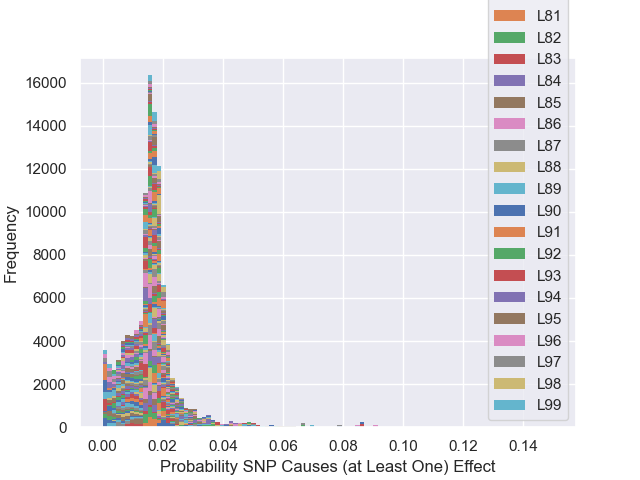 L81
L82
L83
L84
L85
L86
L87
L88
L89
L90
L91
L92
L93
L94
L95
L96
L97
L98
L99
16000
14000
12000
10000
8000
6000
4000
2000
0
Frequency
0.00 0.02 0.04 0.06 0.08 0.10 0.12 0.14
Probability SNP Causes (at Least One) Effect